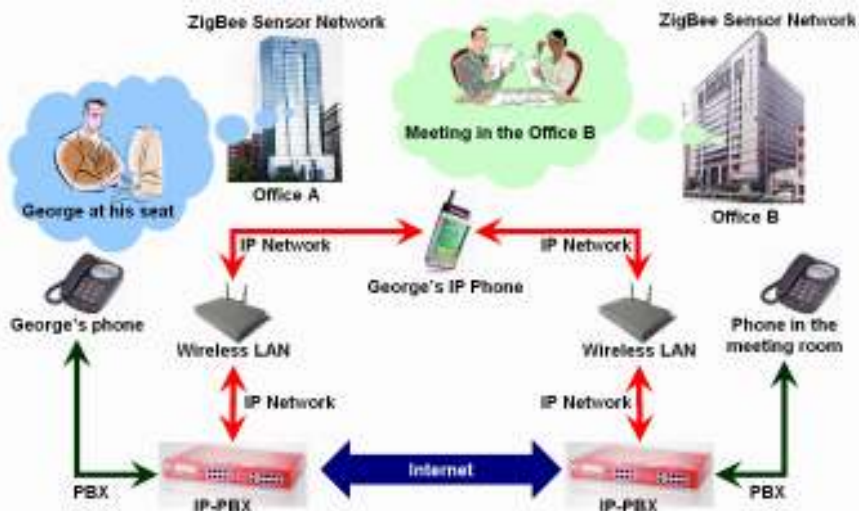 ZigBee Sensor Network
ZigBee Sensor Network
Meeting in the Office B
George at his seat
Office A
Office B
IP Network
IP Network
George's IP Phone
George's phone
Wireless LAN
Wireless LAN
Phone in the
meeting room
IP Network
IP Network
Internet
PBX
IP-PBX
IP-PBX
PBX